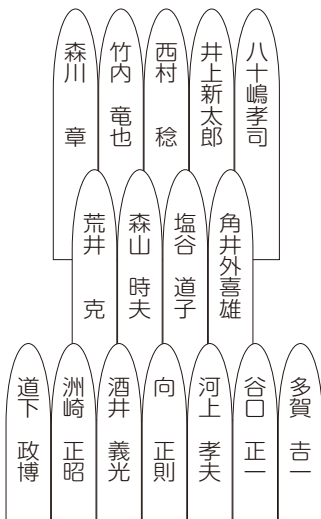 八十嶋孝司
井上新太郎
西村 稔
竹内 竜也
森川 章
角井外喜雄
塩谷 道子
森山 時夫
荒井 克
多賀 吉一
谷口 正一
河上 孝夫
向 正則
酒井 義光
洲崎 正昭
道下 政博